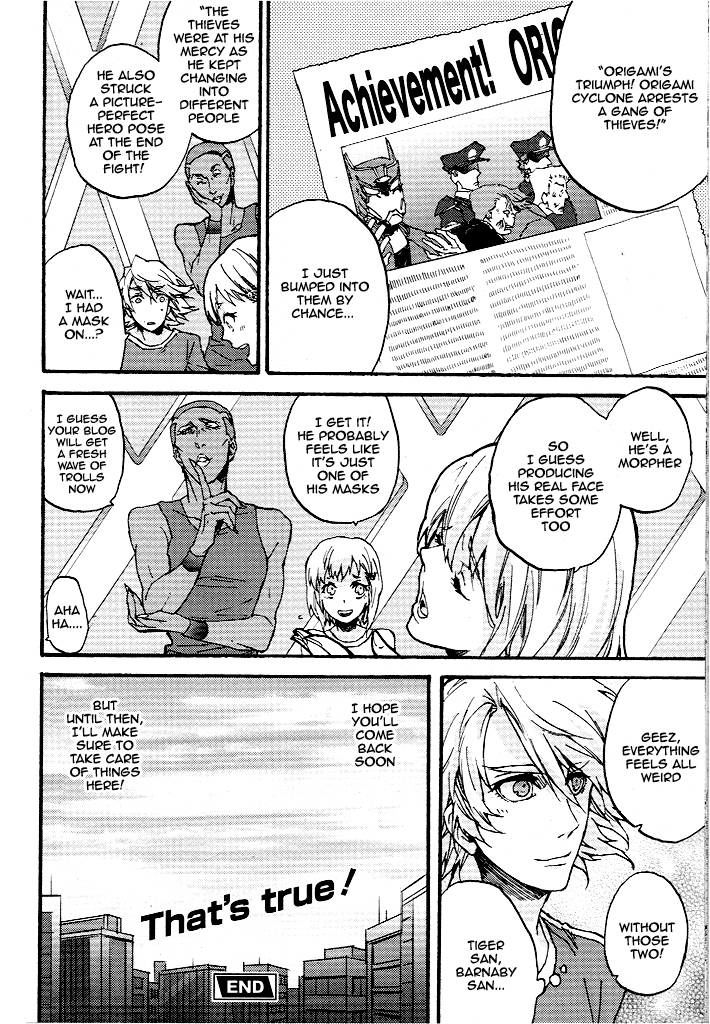 "ORIGAMI'S
TRIUMPH! ORIGAMI
CYCLONE ARRESTS
A GANG OF
THIEVES!"
Achievement! ORIG
I JUST
BUMPED INTO
THEM BY
CHANCE...
"THE
THIEVES
WERE AT HIS
MERCY AS
HE KEPT
CHANGING
INTO
DIFFERENT
PEOPLE
HE ALSO
STRUCK
A PICTURE-
PERFECT
HERO POSE
AT THE END
OF THE
FIGHT!
WAIT...
I HAD
A MASK
ON...?
WELL,
HE'S A
MORPHER
SO
I GUESS
PRODUCING
HIS REAL FACE
TAKES SOME
EFFORT
TOO
I GET IT!
HE PROBABLY
FEELS LIKE
IT'S JUST
ONE OF
HIS MASKS
I GUESS
YOUR BLOG
WILL GET
A FRESH
WAVE OF
TROLLS
NOW
AHA
HA....
GEEZ,
EVERYTHING
FEELS ALL
WEIRD
WITHOUT
THOSE
TWO!
TIGER
SAN,
BARNABY
SAN...
I HOPE
YOU'LL
COME
BACK
SOON
BUT
UNTIL THEN,
I'LL MAKE
SURE TO
TAKE CARE
OF THINGS
HERE!
That's true!
END